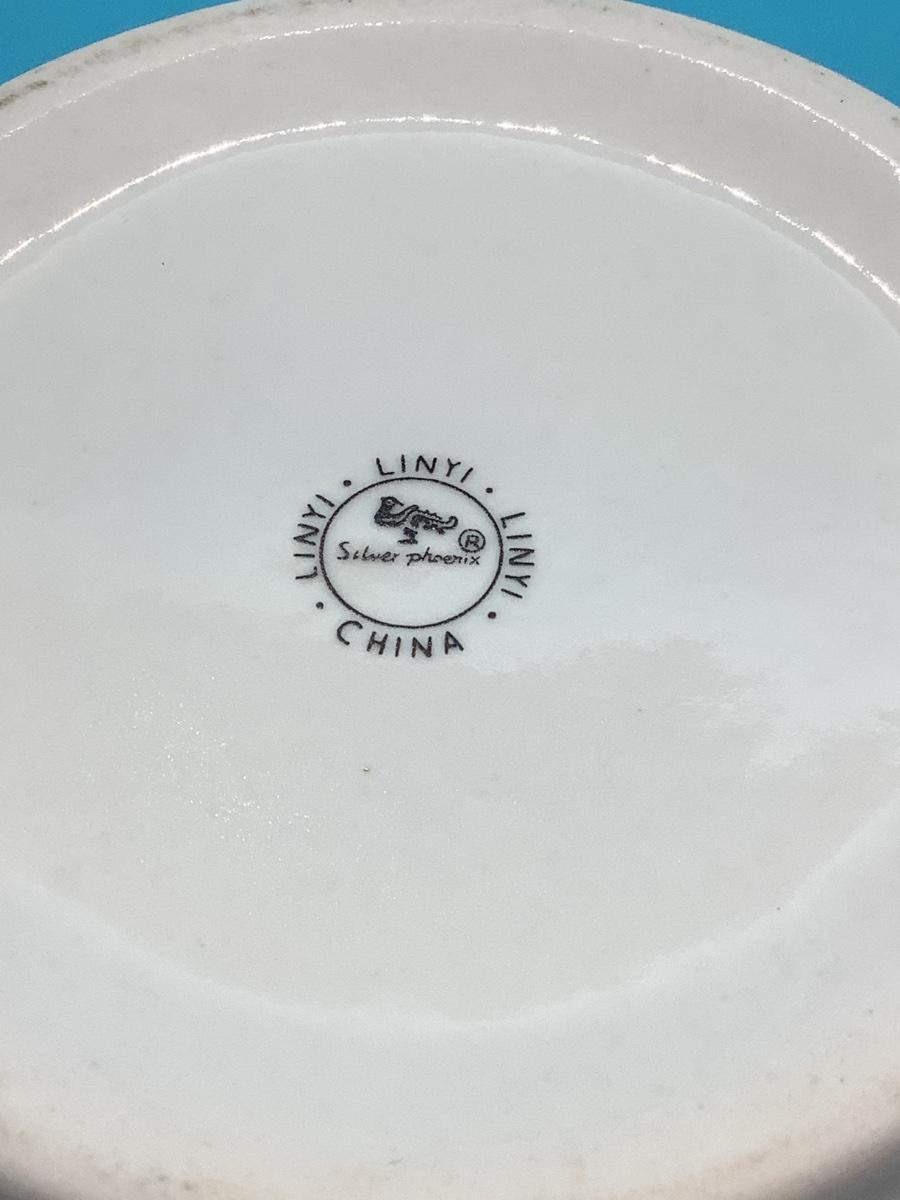 LINYI · LINYI · LINYI · CHINA ·
Silver phoenix ®